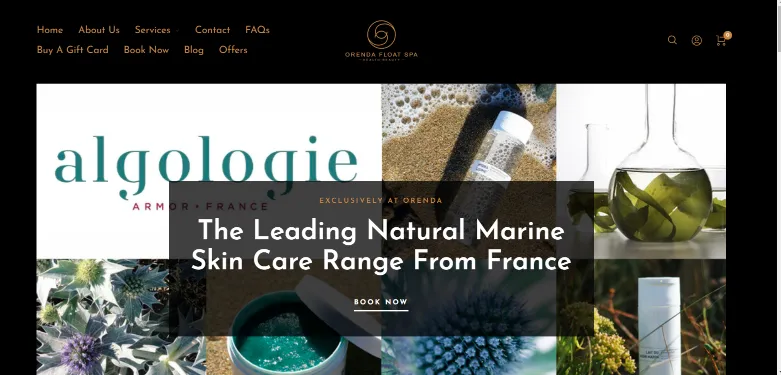 Home About Us Services Contact FAQs
Buy A Gift Card Book Now Blog Offers
ORENDA FLOAT SPA
0
algologie
ARMOR • FRANCE
EXCLUSIVELY AT ORENDA
The Leading Natural Marine
Skin Care Range From France
BOOK NOW